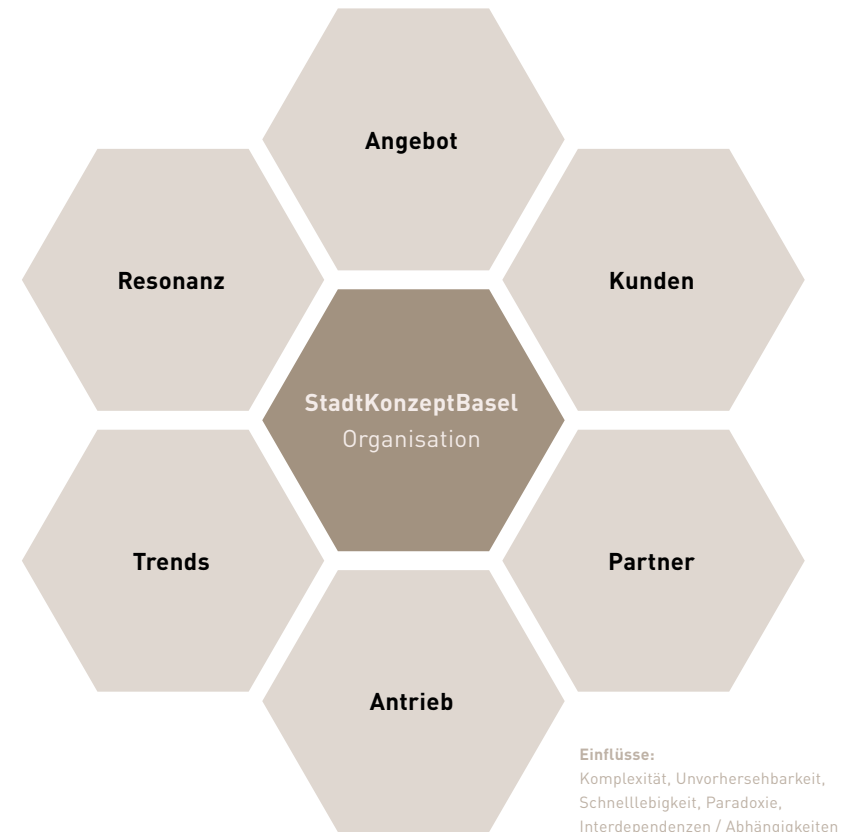 Angebot
Resonanz
Kunden
StadtKonzeptBasel
Organisation
Trends
Partner
Antrieb
Einflüsse:
Komplexität, Unvorhersehbarkeit,
Schnelllebigkeit, Paradoxie,
Interdependenzen / Abhängigkeiten